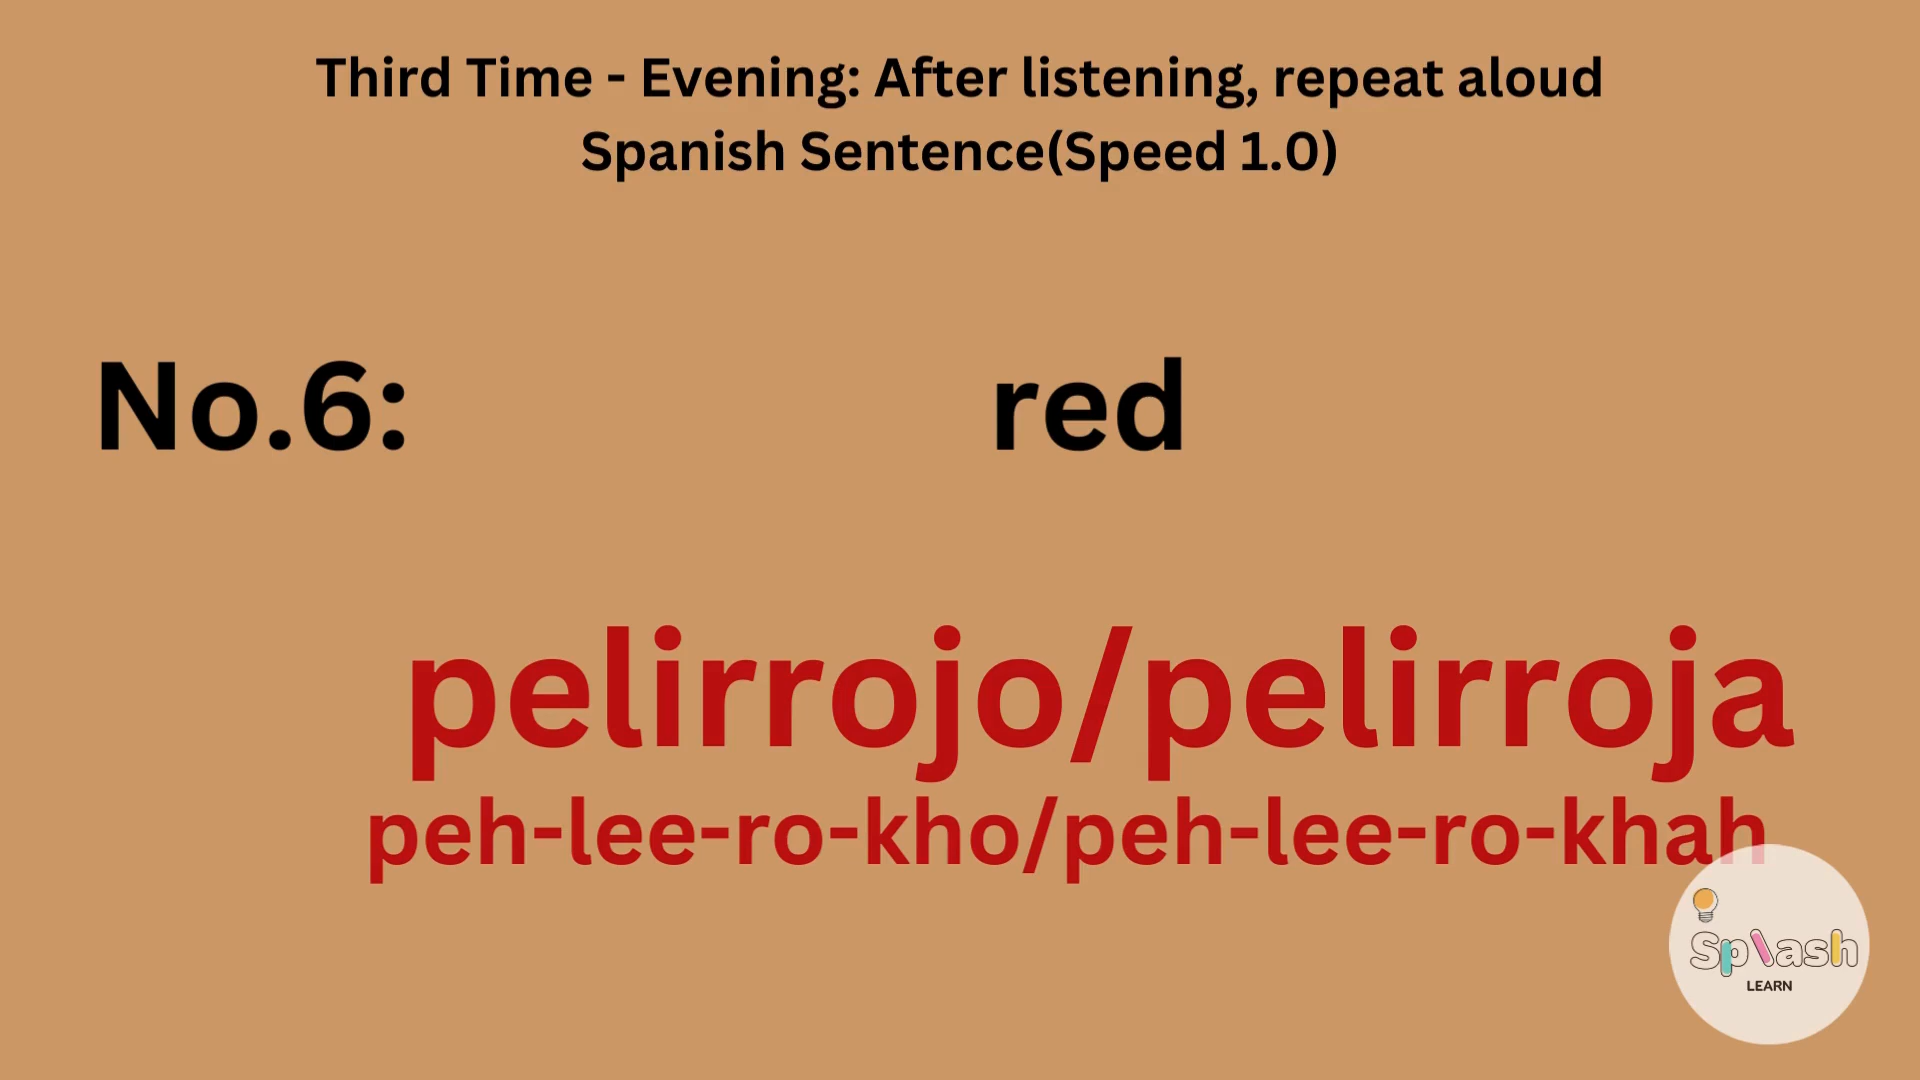 Third Time - Evening: After listening, repeat aloud
Spanish Sentence(Speed 1.0)
No.6: red
pelirrojo/pelirroja
peh-lee-ro-kho/peh-lee-ro-khah
Splash
LEARN